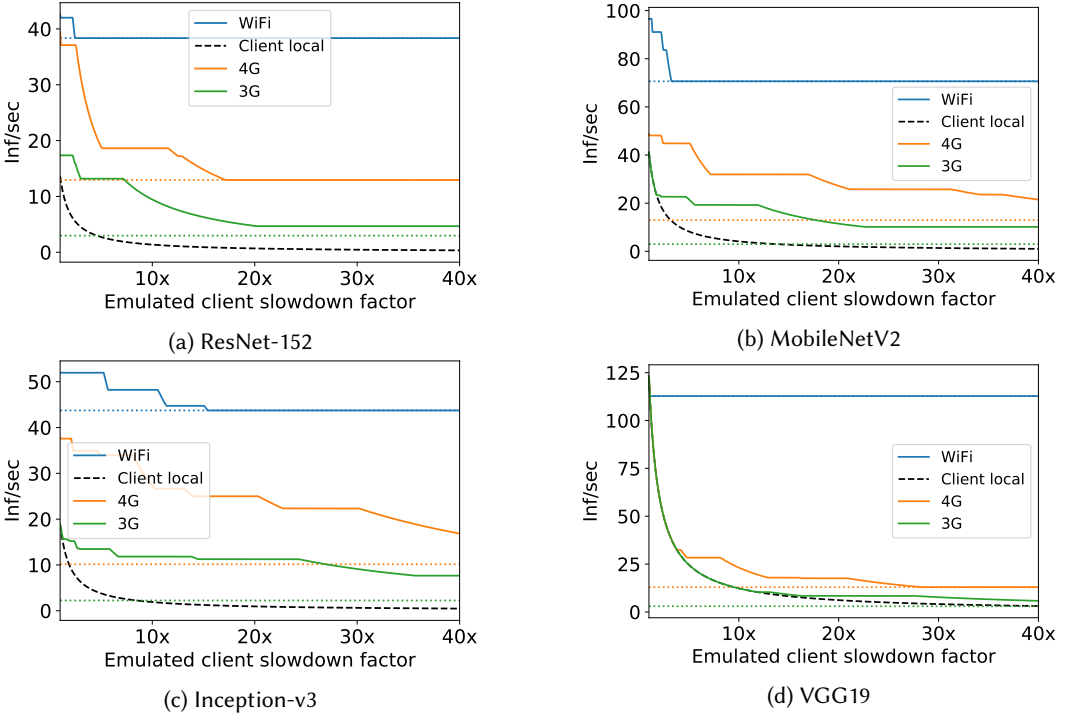 40
30
20
10
0
Inf/sec
WiFi
Client local
4G
3G
10x 20x 30x 40x
Emulated client slowdown factor
(a) ResNet-152
100
80
60
40
20
0
Inf/sec
WiFi
Client local
4G
3G
10x 20x 30x 40x
Emulated client slowdown factor
(b) MobileNetV2
50
40
30
20
10
0
Inf/sec
WiFi
Client local
4G
3G
10x 20x 30x 40x
Emulated client slowdown factor
(c) Inception-v3
125
100
75
50
25
0
Inf/sec
WiFi
Client local
4G
3G
10x 20x 30x 40x
Emulated client slowdown factor
(d) VGG19